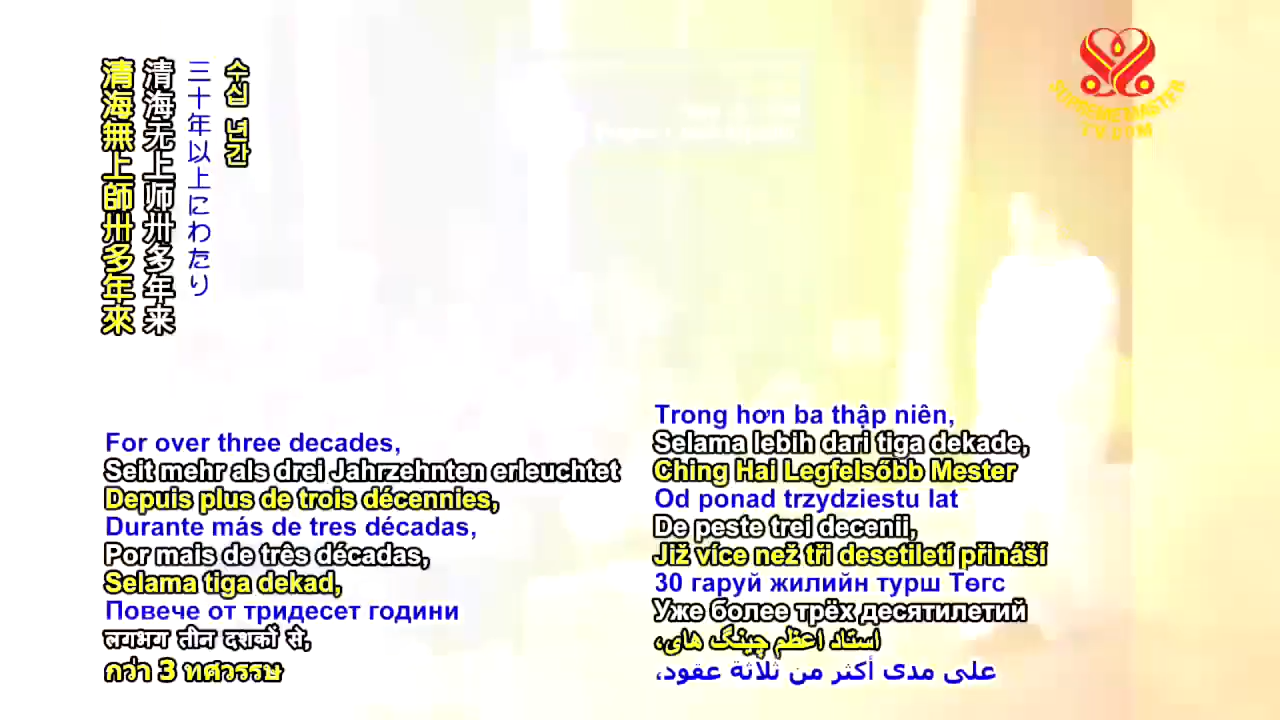 清海無上師卅多年來
清海无上师卅多年来
三十年以上にわたり
수십 년간
SUPREMEMASTER
TV.COM
For over three decades,
Seit mehr als drei Jahrzehnten erleuchtet
Depuis plus de trois décennies,
Durante más de tres décadas,
Por mais de três décadas,
Selama tiga dekad,
Повече от тридесет години
लगभग तीन दशकों से,
กว่า 3 ทศวรรษ
Trong hơn ba thập niên,
Selama lebih dari tiga dekade,
Ching Hai Legfelsőbb Mester
Od ponad trzydziestu lat
De peste trei decenii,
Již více než tři desetiletí přináší
30 гаруй жилийн турш Төгс
Уже более трёх десятилетий
استاد اعظم چینگ های،
على مدى أكثر من ثلاثة عقود،